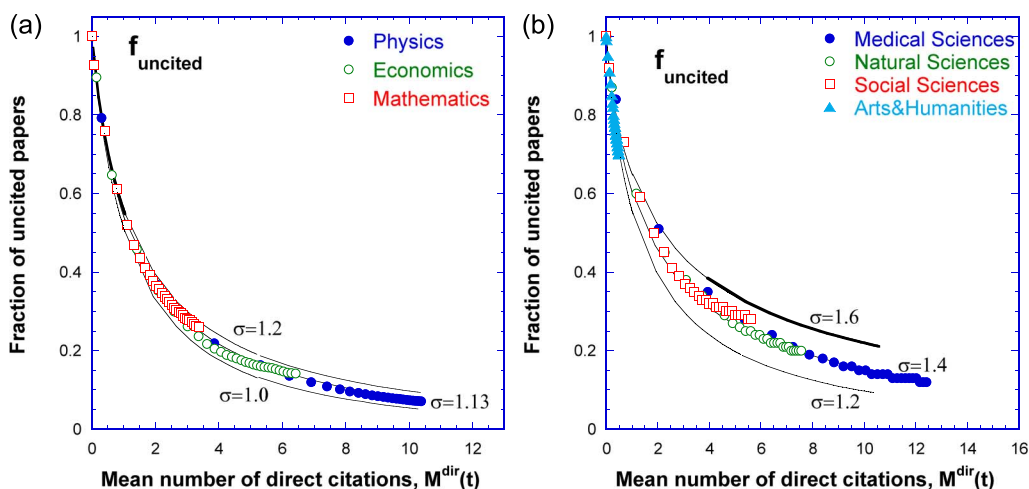 (a)
f uncited
Physics
Economics
Mathematics
Fraction of uncited papers
1
0.8
0.6
0.4
0.2
0
σ=1.2
σ=1.0
σ=1.13
0 2 4 6 8 10 12
Mean number of direct citations, M^dir(t)
(b)
f uncited
Medical Sciences
Natural Sciences
Social Sciences
Arts&Humanities
Fraction of uncited papers
1
0.8
0.6
0.4
0.2
0
σ=1.6
σ=1.4
σ=1.2
0 2 4 6 8 10 12 14 16
Mean number of direct citations, M^dir(t)